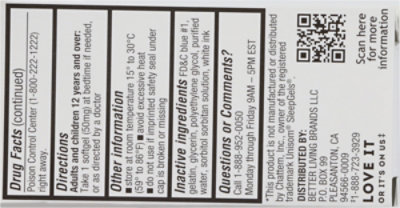 Drug Facts (continued)
Poison Control Center (1-800-222-1222)
right away.
Directions
Adults and children 12 years and over:
Take 1 softgel (50mg) at bedtime if needed,
or as directed by a doctor
Other information
■ store at room temperature 15° to 30°C
(59° to 86°F) ■ avoid excessive heat
■ do not use if imprinted safety seal under
cap is broken or missing
Inactive ingredients FD&C blue #1,
gelatin, glycerin, polyethylene glycol, purified
water, sorbitol sorbitan solution, white ink
Questions or Comments?
Call 1-888-952-0050
Monday through Friday 9AM – 5PM EST
*This product is not manufactured or distributed
by Chattem, Inc., owner of the registered
trademark Unisom® SleepGels®.
DISTRIBUTED BY:
BETTER LIVING BRANDS LLC
P.O. BOX 99
PLEASANTON, CA
94566-0009
1-888-723-3929
LOVE IT
OR IT'S ON US‡
Scan here
for more
information